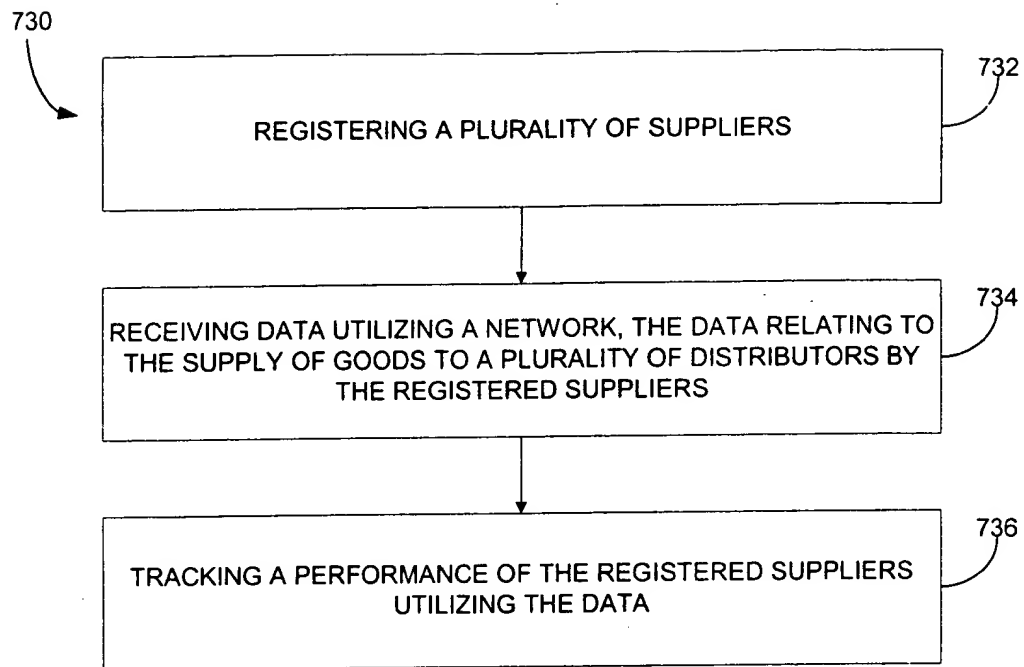 730
732
REGISTERING A PLURALITY OF SUPPLIERS
734
RECEIVING DATA UTILIZING A NETWORK, THE DATA RELATING TO
THE SUPPLY OF GOODS TO A PLURALITY OF DISTRIBUTORS BY
THE REGISTERED SUPPLIERS
736
TRACKING A PERFORMANCE OF THE REGISTERED SUPPLIERS
UTILIZING THE DATA